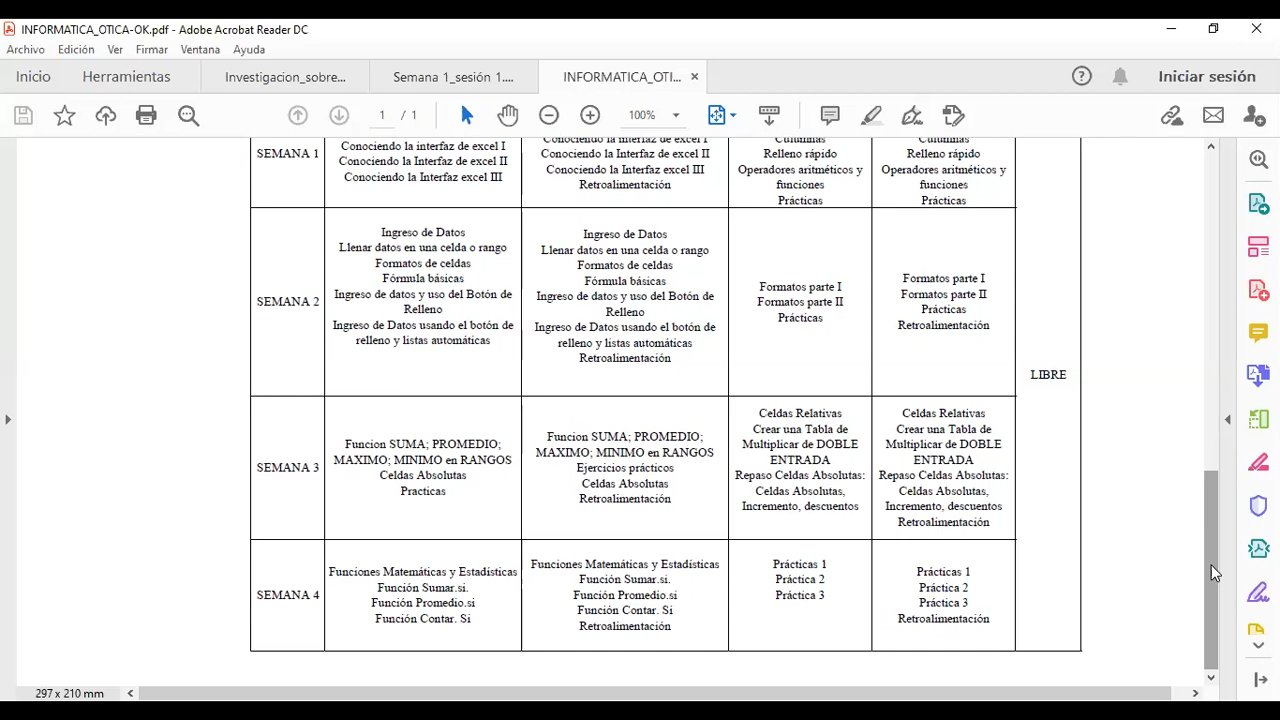 INFORMATICA_OTICA-OK.pdf - Adobe Acrobat Reader DC
Archivo Edición Ver Firmar Ventana Ayuda
Inicio Herramientas Investigacion_sobre... Semana 1_sesión 1.... INFORMATICA_OTI... ×
1 / 1 100% Iniciar sesión
SEMANA 1
Conociendo la interfaz de excel I
Conociendo la Interfaz de excel II
Conociendo la Interfaz excel III
Conociendo la Interfaz de excel I
Conociendo la Interfaz de excel II
Conociendo la Interfaz excel III
Retroalimentación
Columnas
Relleno rápido
Operadores aritméticos y
funciones
Prácticas
Columnas
Relleno rápido
Operadores aritméticos y
funciones
Prácticas
SEMANA 2
Ingreso de Datos
Llenar datos en una celda o rango
Formatos de celdas
Fórmula básicas
Ingreso de datos y uso del Botón de
Relleno
Ingreso de Datos usando el botón de
relleno y listas automáticas
Ingreso de Datos
Llenar datos en una celda o rango
Formatos de celdas
Fórmula básicas
Ingreso de datos y uso del Botón de
Relleno
Ingreso de Datos usando el botón de
relleno y listas automáticas
Retroalimentación
Formatos parte I
Formatos parte II
Prácticas
Formatos parte I
Formatos parte II
Prácticas
Retroalimentación
LIBRE
SEMANA 3
Funcion SUMA; PROMEDIO;
MAXIMO; MINIMO en RANGOS
Celdas Absolutas
Practicas
Funcion SUMA; PROMEDIO;
MAXIMO; MINIMO en RANGOS
Ejercicios prácticos
Celdas Absolutas
Retroalimentación
Celdas Relativas
Crear una Tabla de
Multiplicar de DOBLE
ENTRADA
Repaso Celdas Absolutas:
Celdas Absolutas,
Incremento, descuentos
Celdas Relativas
Crear una Tabla de
Multiplicar de DOBLE
ENTRADA
Repaso Celdas Absolutas:
Celdas Absolutas,
Incremento, descuentos
Retroalimentación
SEMANA 4
Funciones Matemáticas y Estadísticas
Función Sumar.si.
Función Promedio.si
Función Contar. Si
Funciones Matemáticas y Estadísticas
Función Sumar.si.
Función Promedio.si
Función Contar. Si
Retroalimentación
Prácticas 1
Práctica 2
Práctica 3
Prácticas 1
Práctica 2
Práctica 3
Retroalimentación
297 x 210 mm